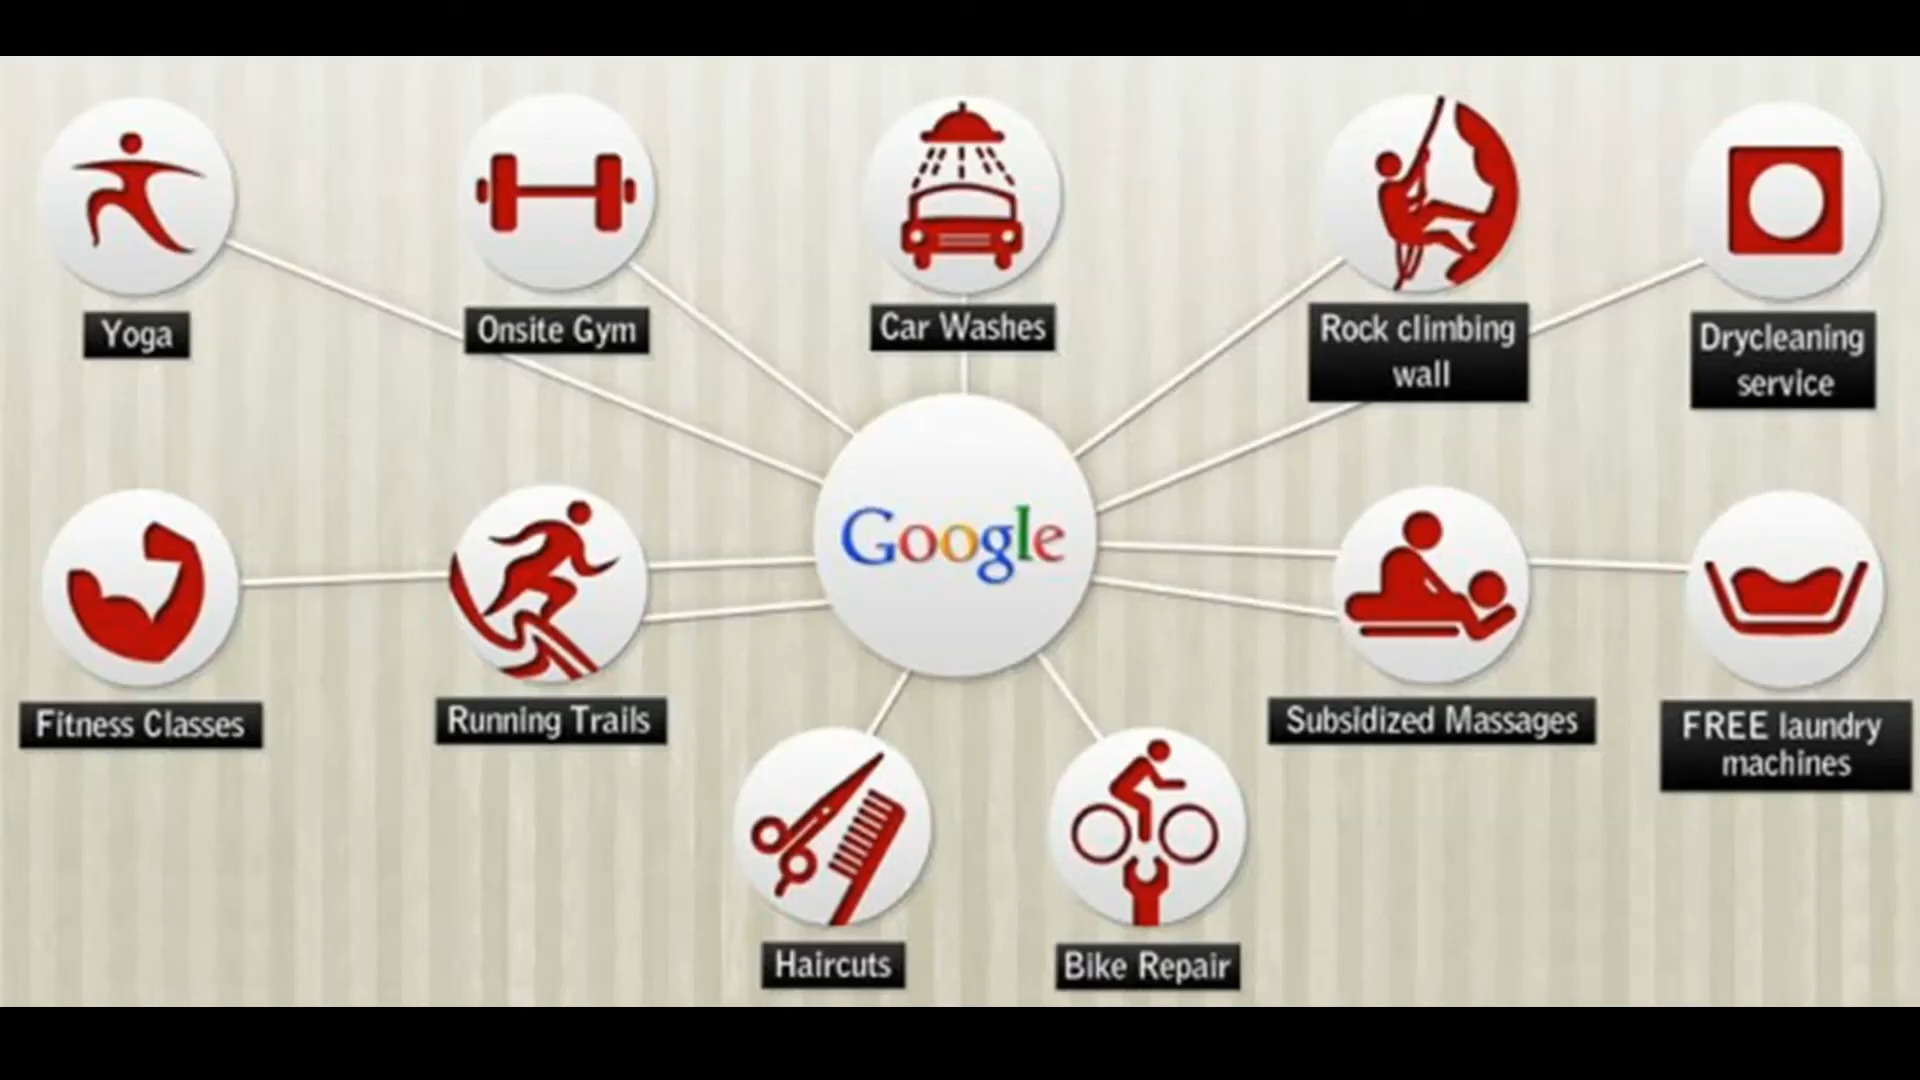 Yoga
Onsite Gym
Car Washes
Rock climbing
wall
Drycleaning
service
Google
Fitness Classes
Running Trails
Subsidized Massages
FREE laundry
machines
Haircuts
Bike Repair